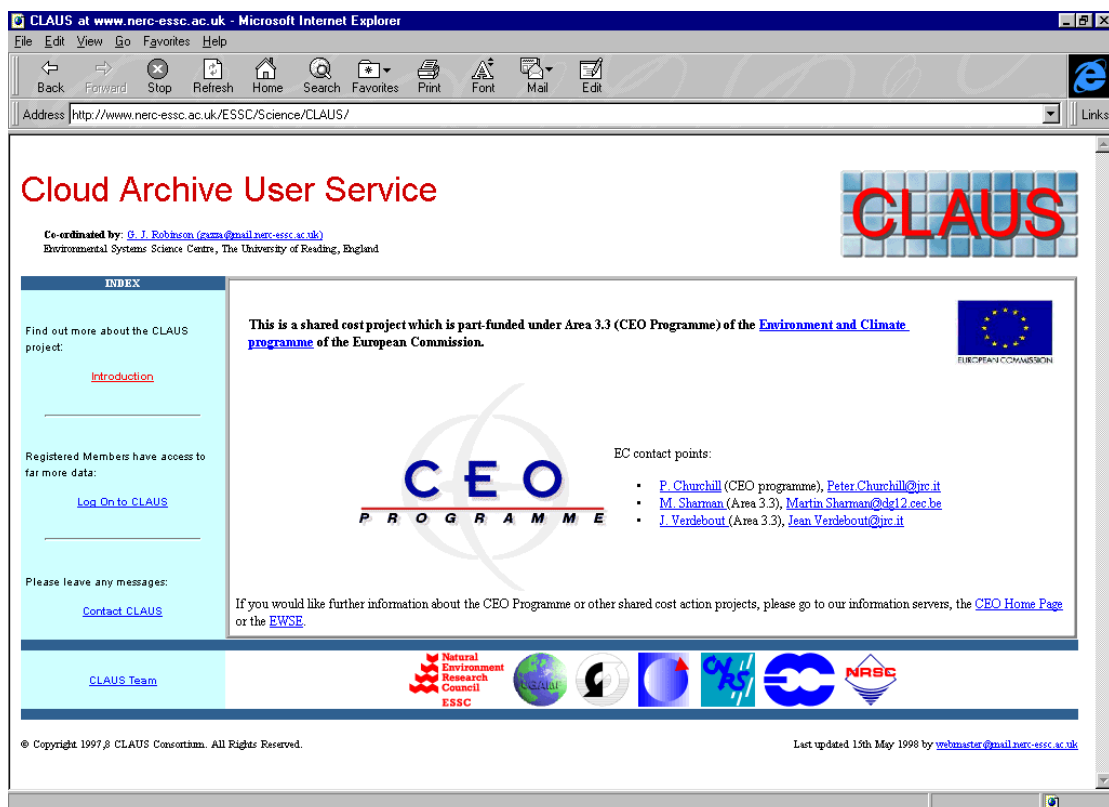 CLAUS at www.nerc-essc.ac.uk - Microsoft Internet Explorer
File Edit View Go Favorites Help
Back Forward Stop Refresh Home Search Favorites Print Font Mail Edit
Address http://www.nerc-essc.ac.uk/ESSC/Science/CLAUS/ Links
Cloud Archive User Service
CLAUS
Co-ordinated by: G. J. Robinson (gazza@mail.nerc-essc.ac.uk)
Environmental Systems Science Centre, The University of Reading, England
INDEX
Find out more about the CLAUS
project:
Introduction
Registered Members have access to
far more data:
Log On to CLAUS
Please leave any messages:
Contact CLAUS
This is a shared cost project which is part-funded under Area 3.3 (CEO Programme) of the Environment and Climate
programme of the European Commission.
EUROPEAN COMMISSION
CEO
PROGRAMME
EC contact points:
▪ P. Churchill (CEO programme), Peter.Churchill@jrc.it
▪ M. Sharman (Area 3.3), Martin.Sharman@dg12.cec.be
▪ J. Verdebout (Area 3.3), Jean.Verdebout@jrc.it
If you would like further information about the CEO Programme or other shared cost action projects, please go to our information servers, the CEO Home Page
or the EWSE.
CLAUS Team
Natural
Environment
Research
Council
ESSC
UGAMP
CNRS
NRSC
© Copyright 1997,8 CLAUS Consortium. All Rights Reserved.
Last updated 15th May 1998 by webmaster@mail.nerc-essc.ac.uk